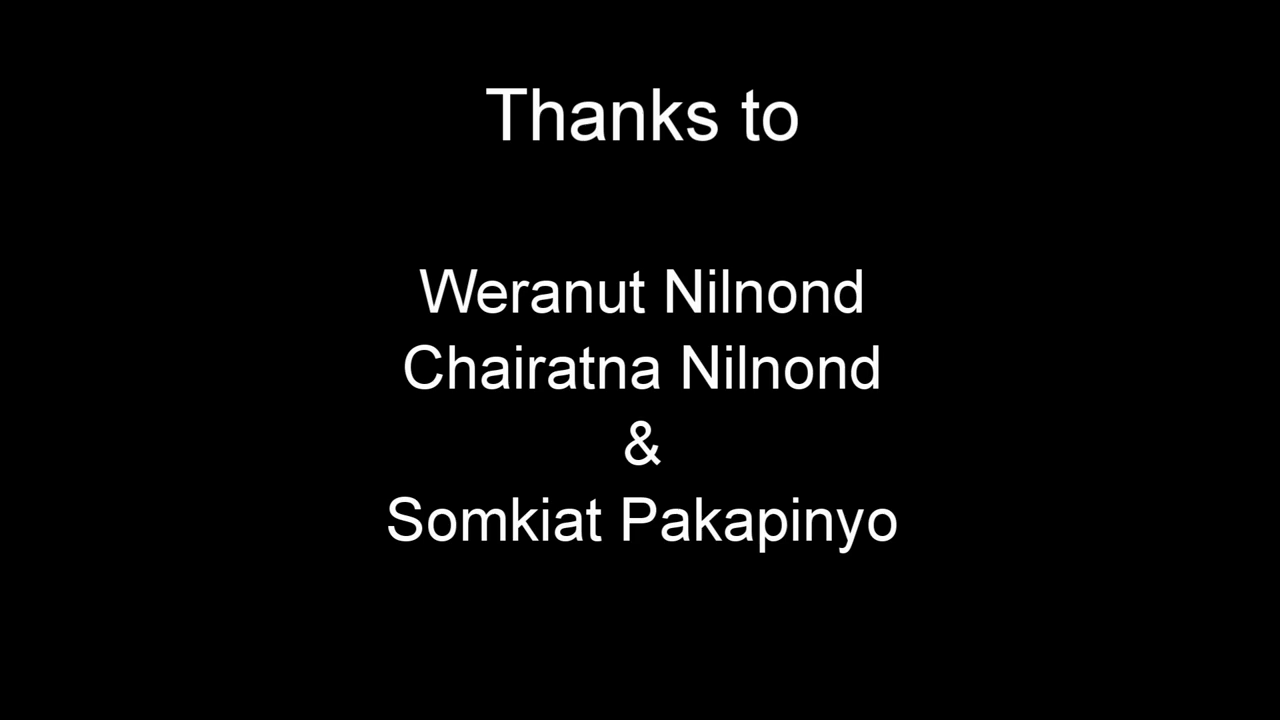 Thanks to
Weranut Nilnond
Chairatna Nilnond
&
Somkiat Pakapinyo